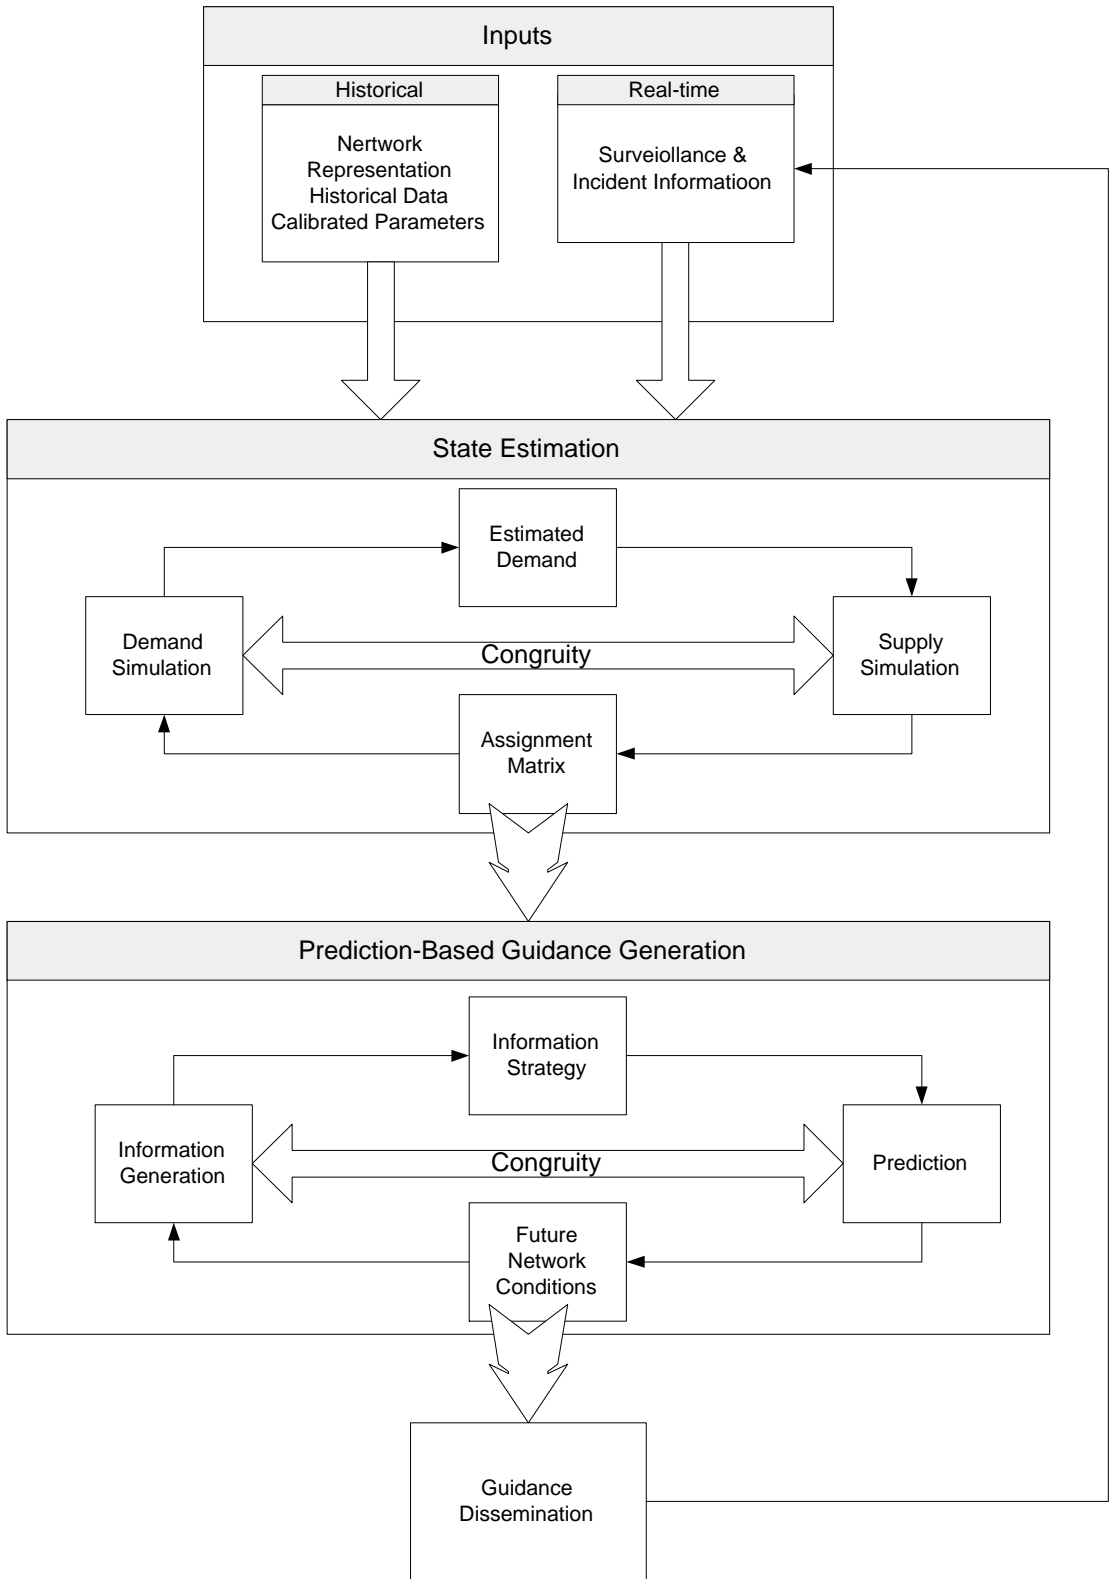 Inputs
Historical
Nertwork
Representation
Historical Data
Calibrated Parameters
Real-time
Surveiollance &
Incident Informatioon
State Estimation
Estimated
Demand
Demand
Simulation
Congruity
Supply
Simulation
Assignment
Matrix
Prediction-Based Guidance Generation
Information
Strategy
Information
Generation
Congruity
Prediction
Future
Network
Conditions
Guidance
Dissemination